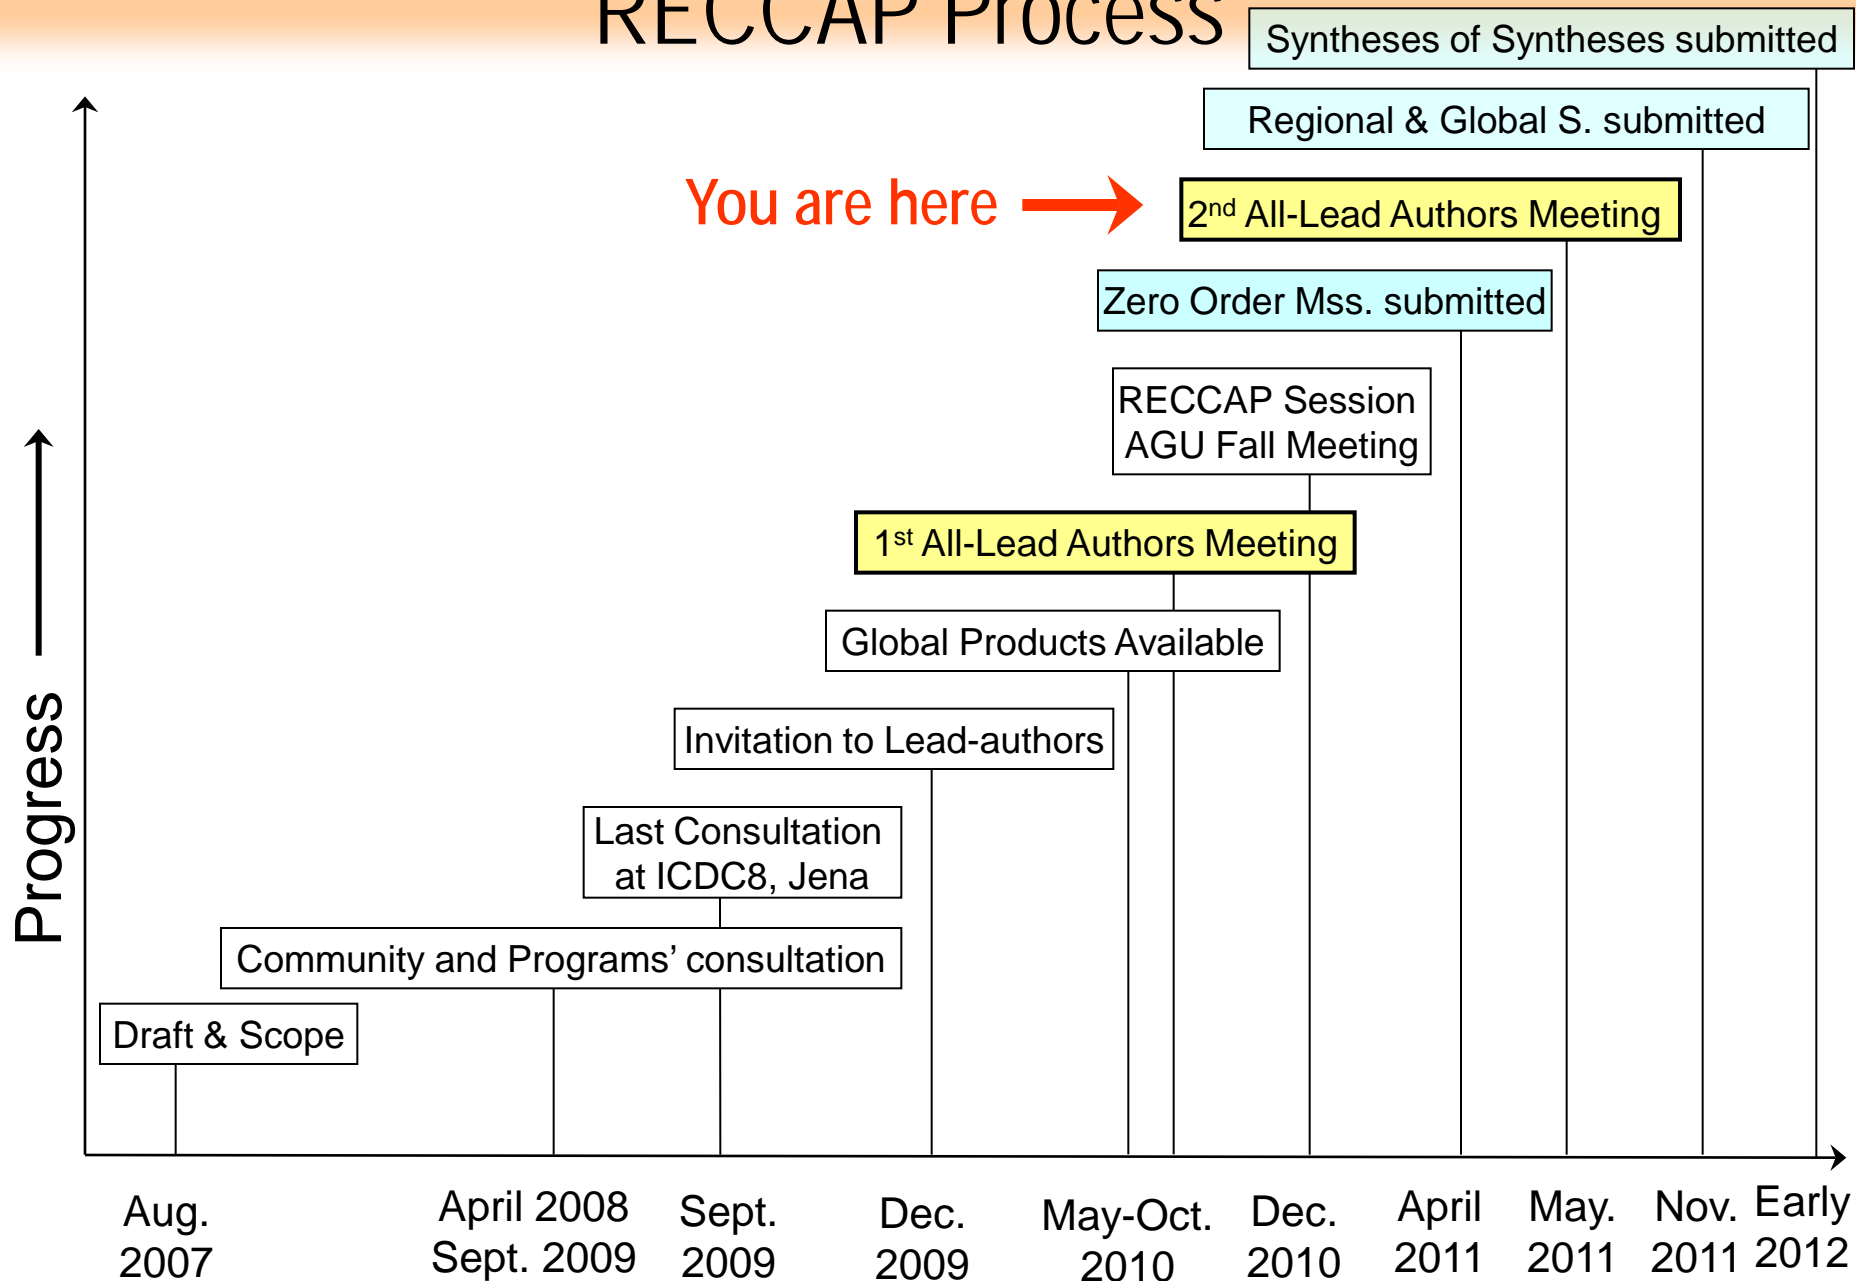 RECCAP Process
Syntheses of Syntheses submitted
Regional & Global S. submitted
You are here
2nd All-Lead Authors Meeting
Zero Order Mss. submitted
RECCAP Session
AGU Fall Meeting
1st All-Lead Authors Meeting
Global Products Available
Invitation to Lead-authors
Last Consultation
at ICDC8, Jena
Community and Programs’ consultation
Draft & Scope
Progress
Aug.
2007
April 2008
Sept. 2009
Sept.
2009
Dec.
2009
May-Oct.
2010
Dec.
2010
April
2011
May.
2011
Nov.
2011
Early
2012